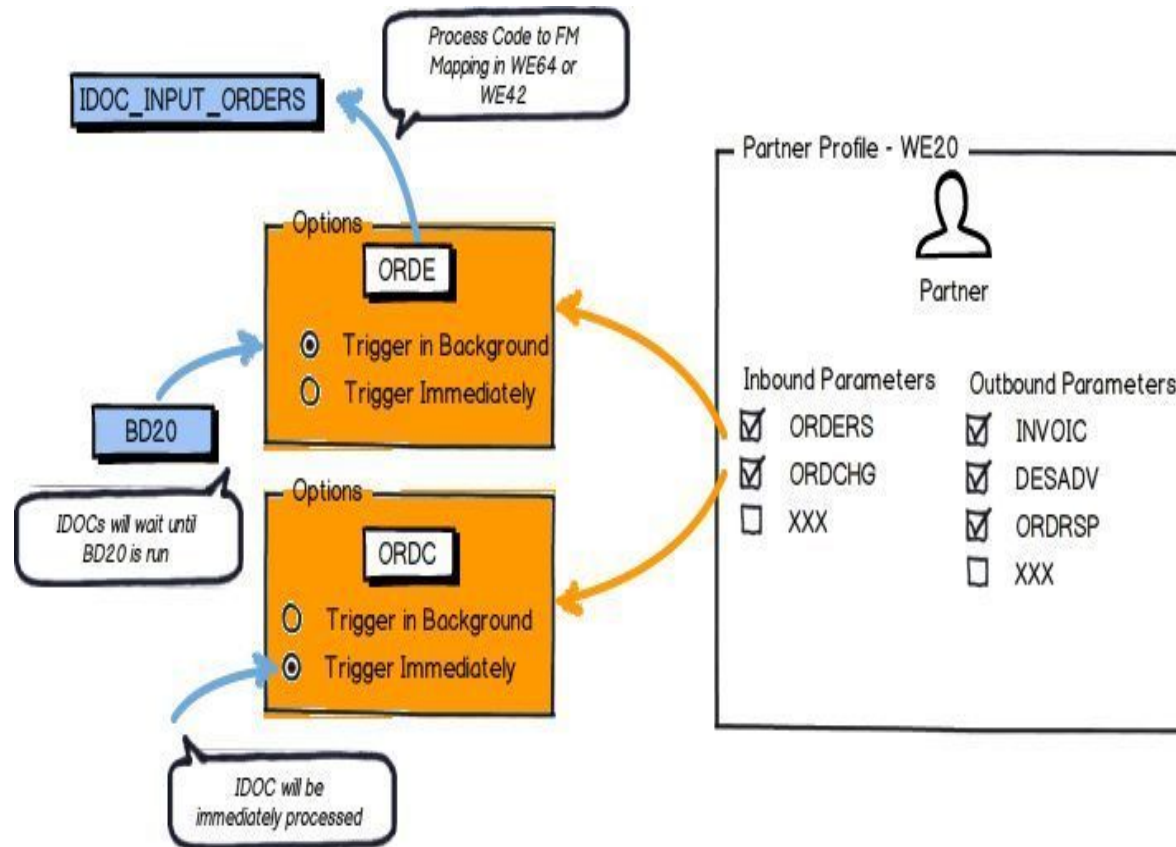 Process Code to FM
Mapping in WE64 or
WE42
IDOC_INPUT_ORDERS
Options
ORDE
Trigger in Background
Trigger Immediately
BD20
IDOCs will wait until
BD20 is run
Options
ORDC
Trigger in Background
Trigger Immediately
IDOC will be
immediately processed
Partner Profile - WE20
Partner
Inbound Parameters
ORDERS
ORDCHG
XXX
Outbound Parameters
INVOIC
DESADV
ORDRSP
XXX